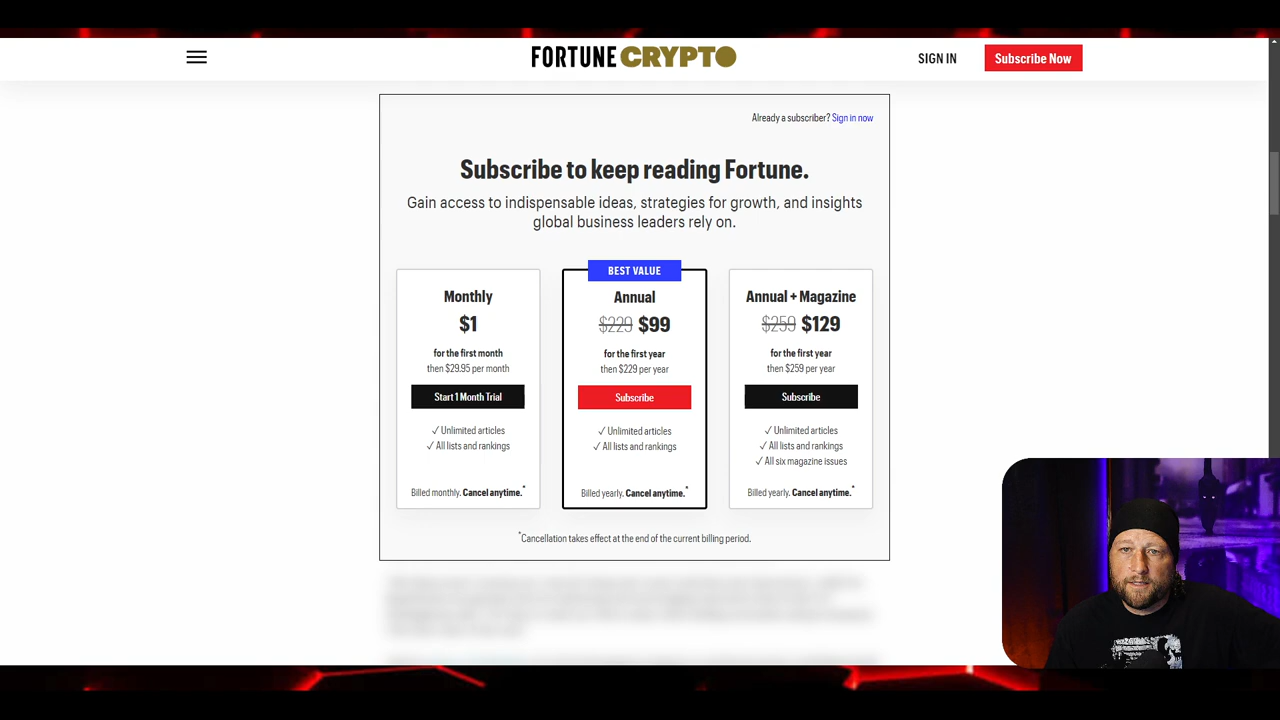 FORTUNE CRYPTO
SIGN IN
Subscribe Now
Already a subscriber? Sign in now
Subscribe to keep reading Fortune.
Gain access to indispensable ideas, strategies for growth, and insights
global business leaders rely on.
Monthly
$1
for the first month
then $29.95 per month
Start 1 Month Trial
✓ Unlimited articles
✓ All lists and rankings
Billed monthly. Cancel anytime.*
BEST VALUE
Annual
$229 $99
for the first year
then $229 per year
Subscribe
✓ Unlimited articles
✓ All lists and rankings
Billed yearly. Cancel anytime.*
Annual + Magazine
$259 $129
for the first year
then $259 per year
Subscribe
✓ Unlimited articles
✓ All lists and rankings
✓ All six magazine issues
Billed yearly. Cancel anytime.*
*Cancellation takes effect at the end of the current billing period.